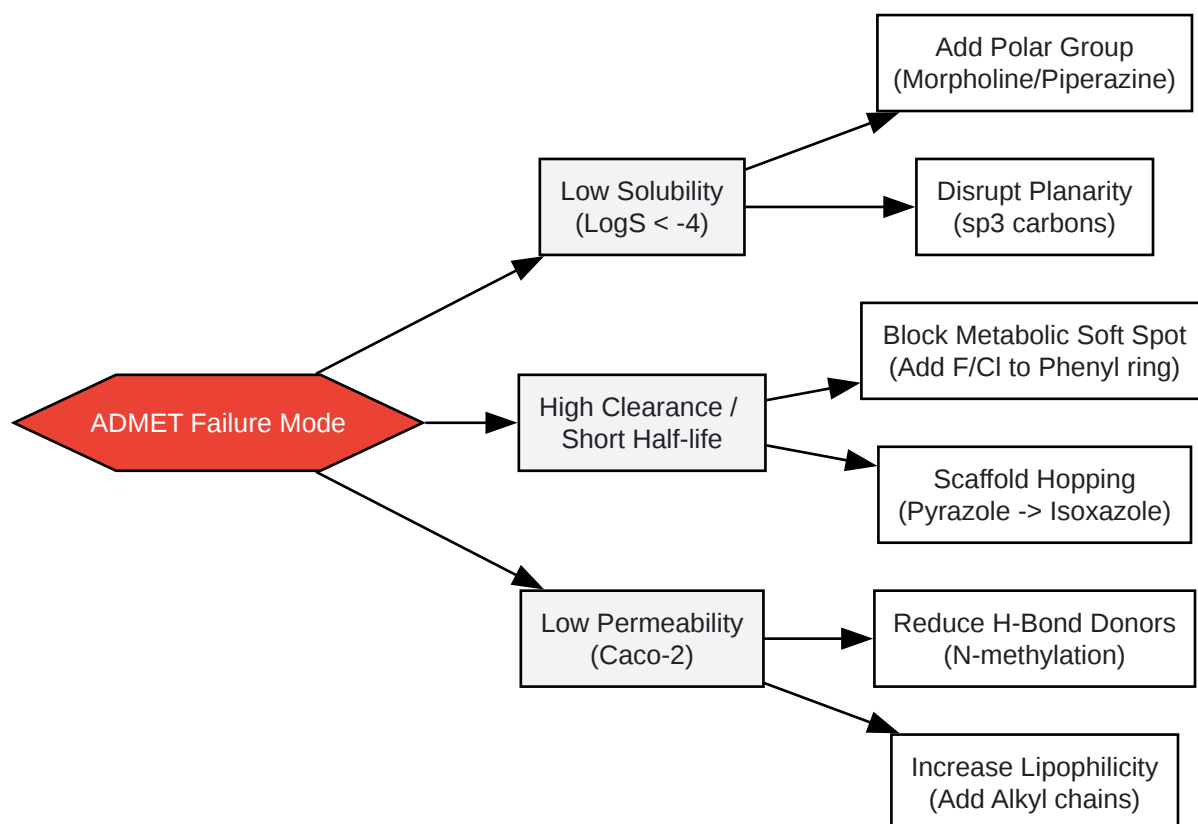 ADMET Failure Mode
Low Solubility
(LogS < -4)
Add Polar Group
(Morpholine/Piperazine)
Disrupt Planarity
(sp3 carbons)
High Clearance /
Short Half-life
Block Metabolic Soft Spot
(Add F/Cl to Phenyl ring)
Scaffold Hopping
(Pyrazole -> Isoxazole)
Low Permeability
(Caco-2)
Reduce H-Bond Donors
(N-methylation)
Increase Lipophilicity
(Add Alkyl chains)